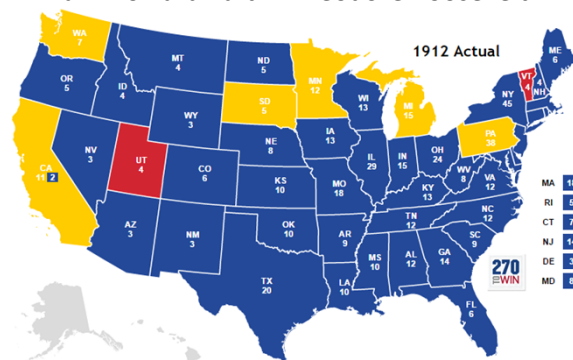 1912 Actual
WA
7
OR
5
CA
11 2
NV
3
ID
4
MT
4
WY
3
UT
4
AZ
3
CO
6
NM
3
ND
5
SD
5
NE
8
KS
10
OK
10
TX
20
MN
12
IA
13
MO
18
AR
9
LA
10
WI
13
IL
29
MI
15
IN
15
OH
24
KY
13
TN
12
MS
10
AL
12
GA
14
FL
6
SC
9
NC
12
VA
12
WV
8
PA
38
NY
45
VT
4
4
NH
ME
6
MA
RI 5
CT 7
NJ
DE 3
MD 8
270
TO
WIN